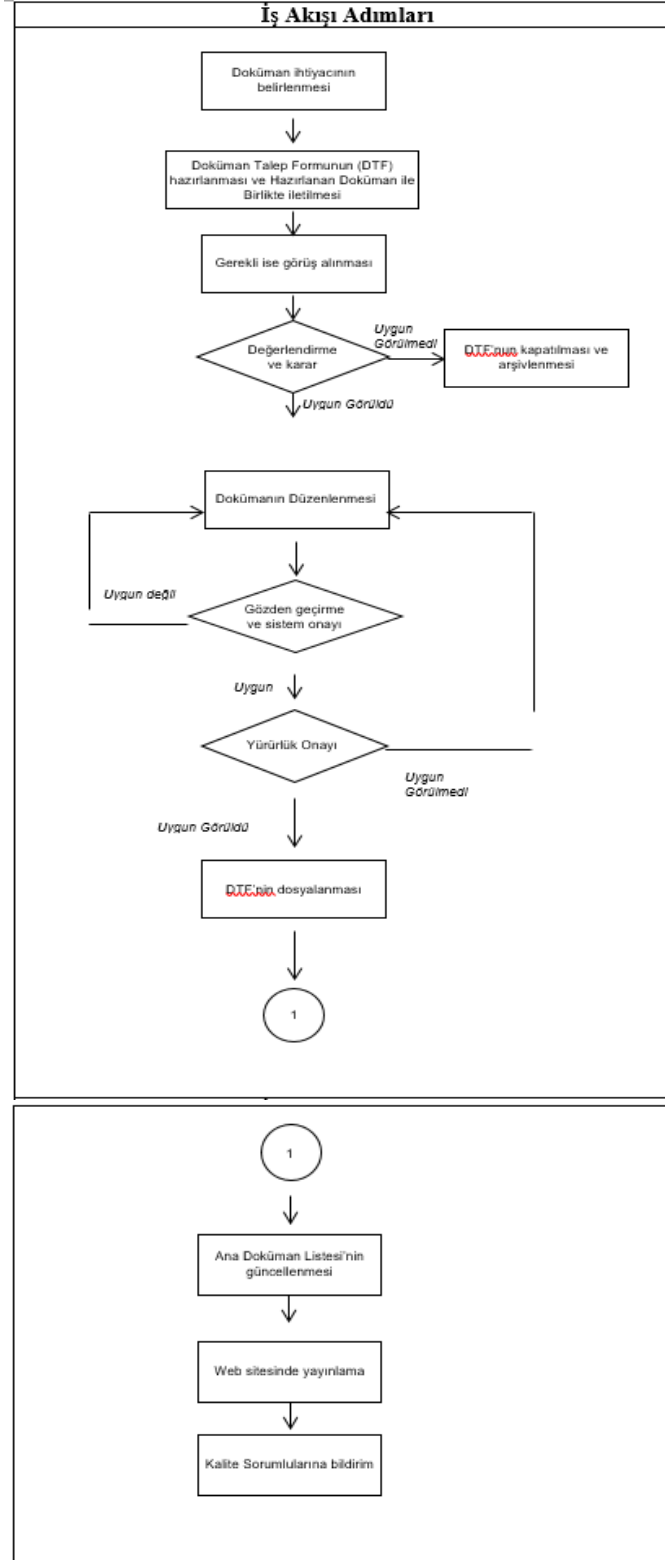 İş Akışı Adımları
Doküman ihtiyacının
belirlenmesi
Doküman Talep Formunun (DTF)
hazırlanması ve Hazırlanan Doküman ile
Birlikte iletilmesi
Gerekli ise görüş alınması
Değerlendirme
ve karar
Uygun
Görülmedi
DTF'nun kapatılması ve
arşivlenmesi
Uygun Görüldü
Dokümanın Düzenlenmesi
Uygun değil
Gözden geçirme
ve sistem onayı
Uygun
Yürürlük Onayı
Uygun
Görülmedi
Uygun Görüldü
DTF'nin dosyalanması
1
1
Ana Doküman Listesi'nin
güncellenmesi
Web sitesinde yayınlama
Kalite Sorumlularına bildirim